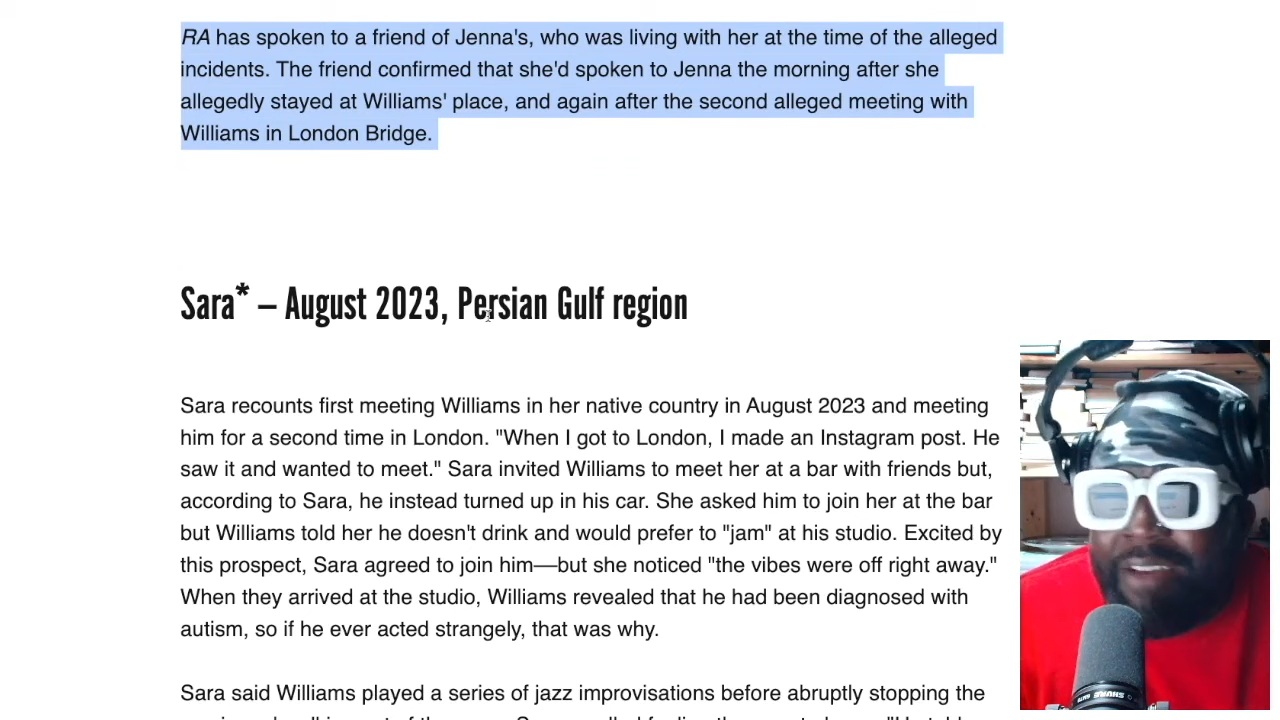 RA has spoken to a friend of Jenna's, who was living with her at the time of the alleged
incidents. The friend confirmed that she'd spoken to Jenna the morning after she
allegedly stayed at Williams' place, and again after the second alleged meeting with
Williams in London Bridge.
Sara* – August 2023, Persian Gulf region
Sara recounts first meeting Williams in her native country in August 2023 and meeting
him for a second time in London. "When I got to London, I made an Instagram post. He
saw it and wanted to meet." Sara invited Williams to meet her at a bar with friends but,
according to Sara, he instead turned up in his car. She asked him to join her at the bar
but Williams told her he doesn't drink and would prefer to "jam" at his studio. Excited by
this prospect, Sara agreed to join him—but she noticed "the vibes were off right away."
When they arrived at the studio, Williams revealed that he had been diagnosed with
autism, so if he ever acted strangely, that was why.
Sara said Williams played a series of jazz improvisations before abruptly stopping the
SHURE